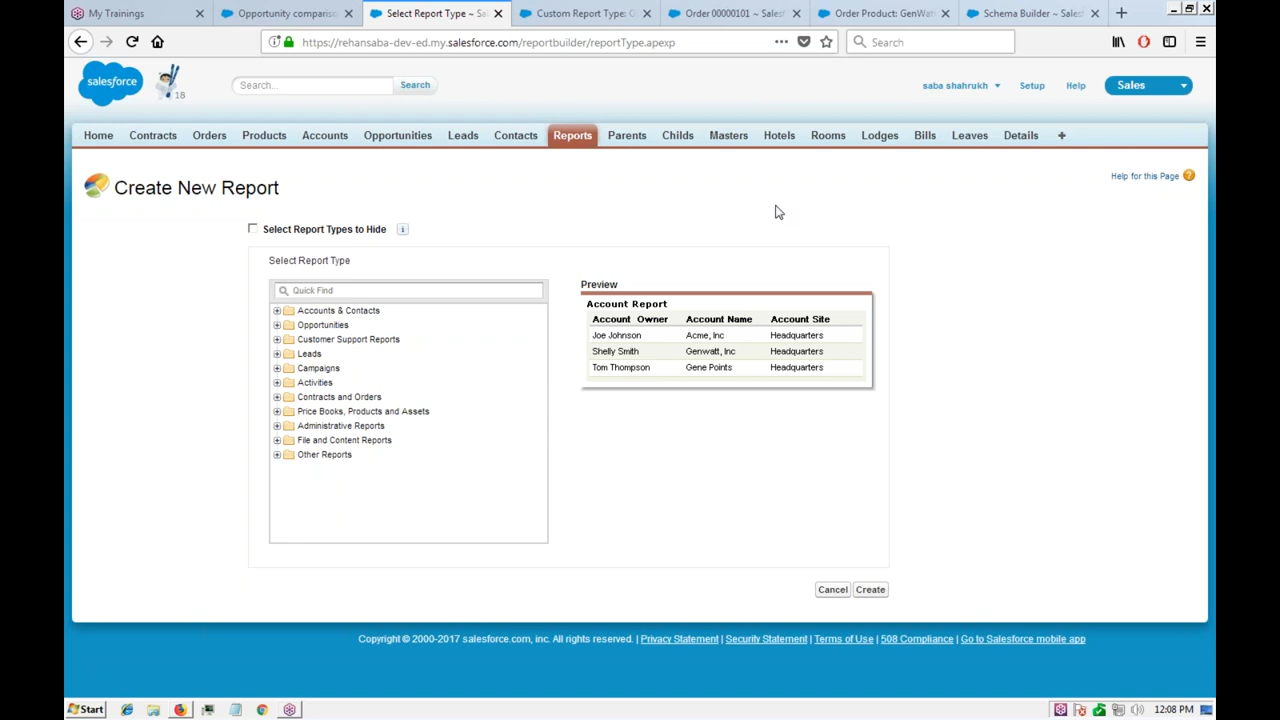 My Trainings
Opportunity comparis
Select Report Type ~ Sa
Custom Report Type: O
Order 00000101 ~ Sales
Order Product: GenWat
Schema Builder ~ Sales
https://rehansaba-dev-ed.my.salesforce.com/reportbuilder/reportType.apexp
Search
salesforce
18
Search...
Search
saba shahrukh
Setup
Help
Sales
Home
Contracts
Orders
Products
Accounts
Opportunities
Leads
Contacts
Reports
Parents
Childs
Masters
Hotels
Rooms
Lodges
Bills
Leaves
Details
Create New Report
Help for this Page
Select Report Types to Hide
Select Report Type
Quick Find
Accounts & Contacts
Opportunities
Customer Support Reports
Leads
Campaigns
Activities
Contracts and Orders
Price Books, Products and Assets
Administrative Reports
File and Content Reports
Other Reports
Preview
Account Report
Account Owner Account Name Account Site
Joe Johnson Acme, Inc Headquarters
Shelly Smith Genwatt, Inc Headquarters
Tom Thompson Gene Points Headquarters
Cancel
Create
Copyright © 2000-2017 salesforce.com, inc. All rights reserved. | Privacy Statement | Security Statement | Terms of Use | 508 Compliance | Go to Salesforce mobile app
Start
12:08 PM